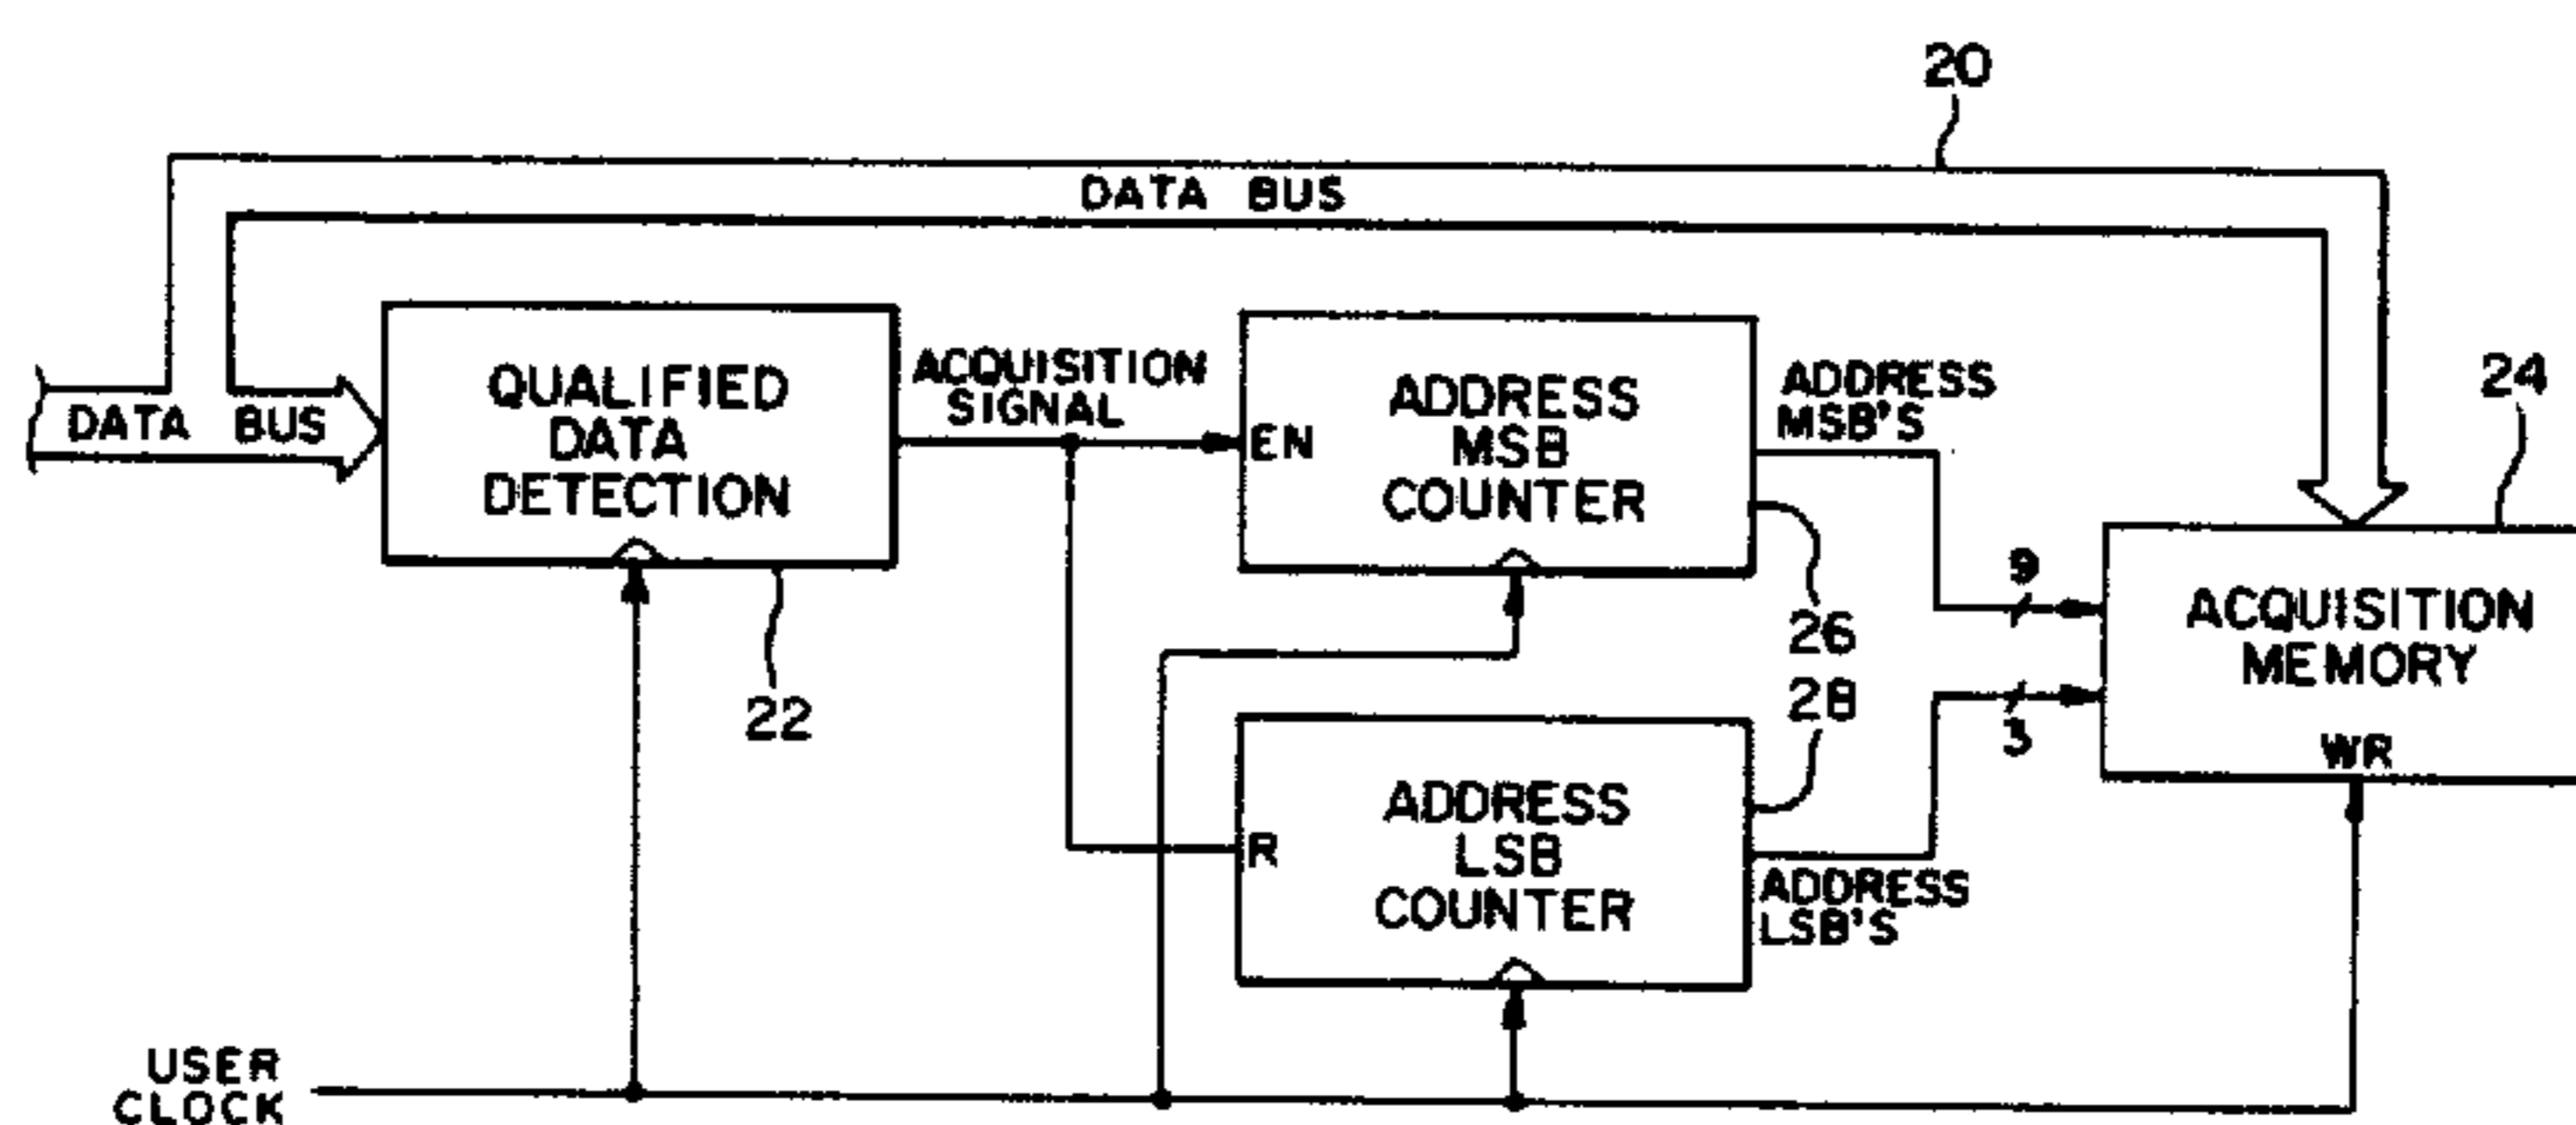 20
DATA BUS
DATA BUS
QUALIFIED
DATA
DETECTION
22
ACQUISITION
SIGNAL
EN
ADDRESS
MSB
COUNTER
26
ADDRESS
MSB'S
9
24
ACQUISITION
MEMORY
WR
3
28
R
ADDRESS
LSB
COUNTER
ADDRESS
LSB'S
USER
CLOCK